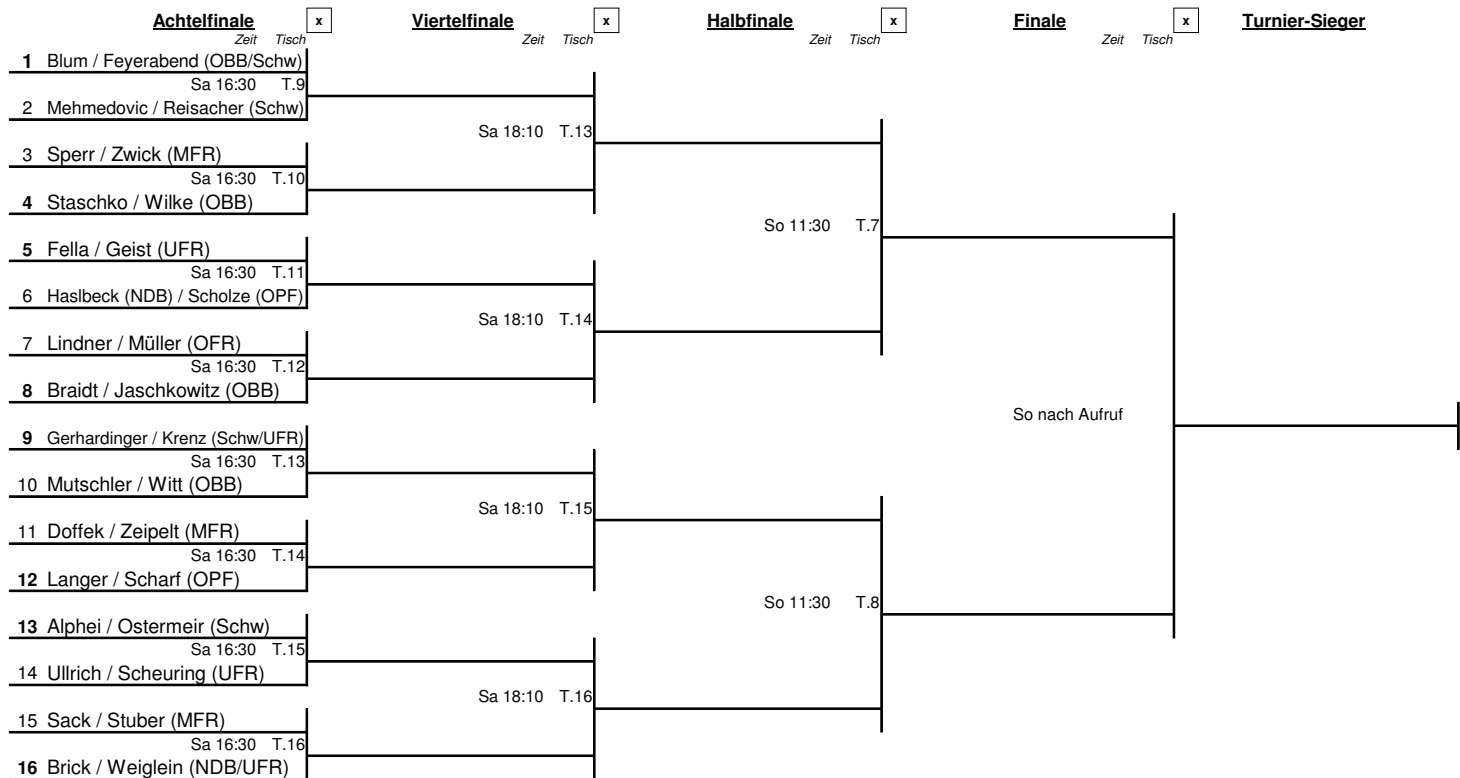 Achtelfinale x Viertelfinale x Halbfinale x Finale x Turnier-Sieger
Zeit Tisch Zeit Tisch Zeit Tisch Zeit Tisch
1 Blum / Feyerabend (OBB/Schw)
Sa 16:30 T.9
2 Mehmedovic / Reisacher (Schw)
Sa 18:10 T.13
3 Sperr / Zwick (MFR)
Sa 16:30 T.10
4 Staschko / Wilke (OBB)
So 11:30 T.7
5 Fella / Geist (UFR)
Sa 16:30 T.11
6 Haslbeck (NDB) / Scholze (OPF)
Sa 18:10 T.14
7 Lindner / Müller (OFR)
Sa 16:30 T.12
8 Braidt / Jaschkowitz (OBB)
So nach Aufruf
9 Gerhardinger / Krenz (Schw/UFR)
Sa 16:30 T.13
10 Mutschler / Witt (OBB)
Sa 18:10 T.15
11 Doffek / Zeipelt (MFR)
Sa 16:30 T.14
12 Langer / Scharf (OPF)
So 11:30 T.8
13 Alphei / Ostermeir (Schw)
Sa 16:30 T.15
14 Ullrich / Scheuring (UFR)
Sa 18:10 T.16
15 Sack / Stuber (MFR)
Sa 16:30 T.16
16 Brick / Weiglein (NDB/UFR)